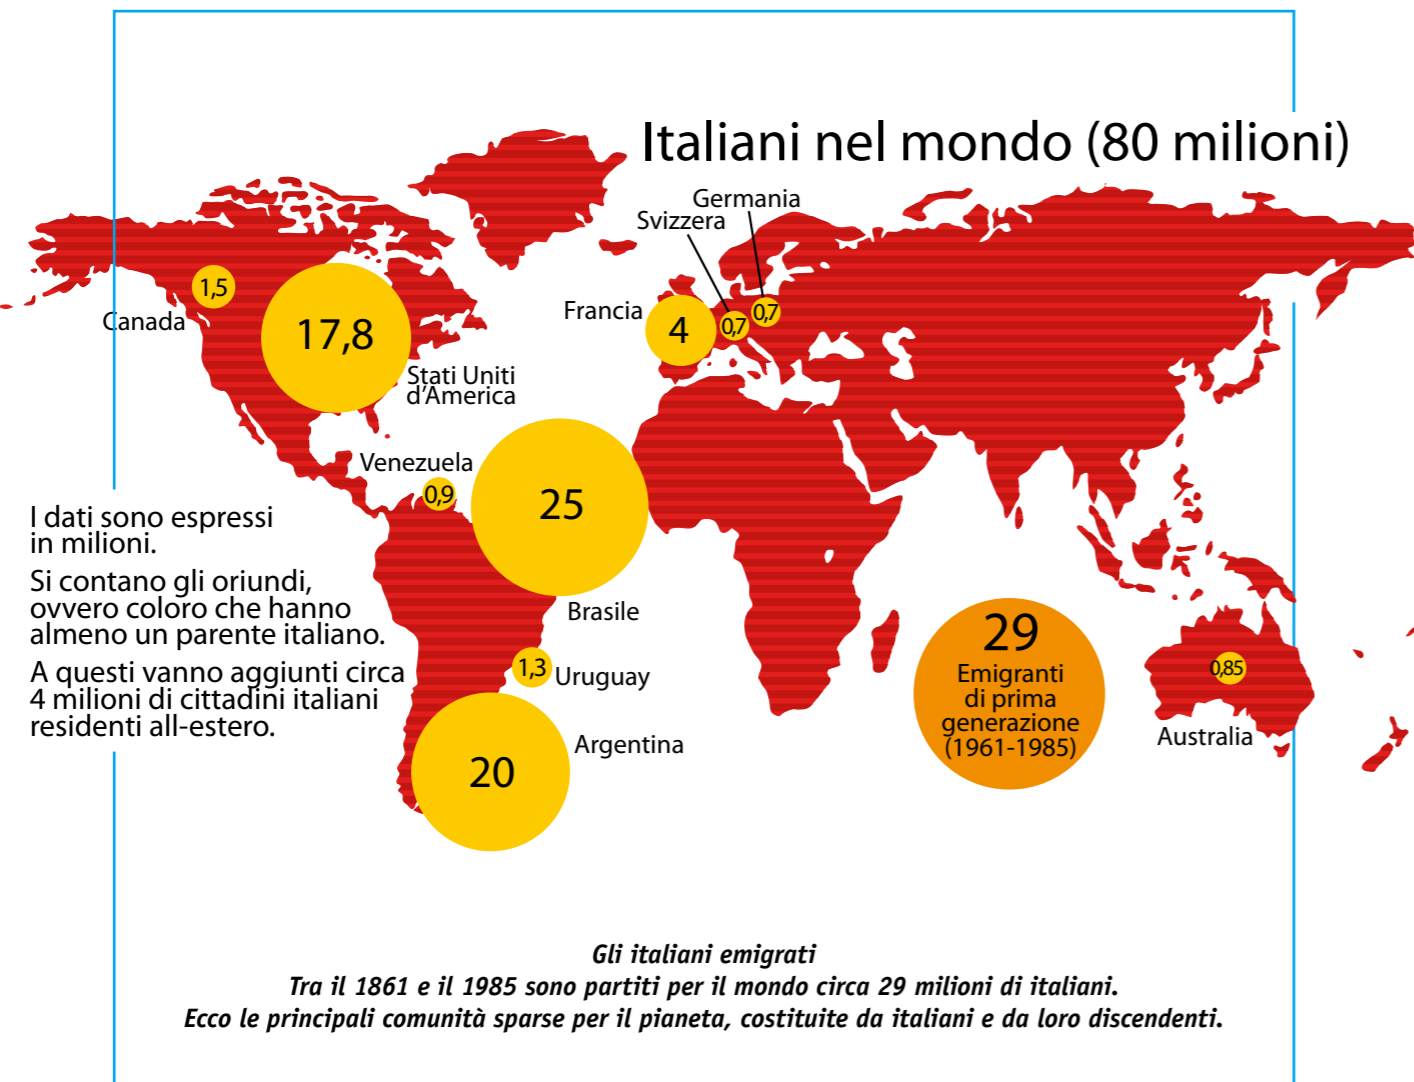 Italiani nel mondo (80 milioni)
Germania
Svizzera
Francia
4
0,7
0,7
1,5
Canada
17,8
Stati Uniti
d'America
Venezuela
0,9
25
Brasile
1,3
Uruguay
20
Argentina
I dati sono espressi
in milioni.
Si contano gli oriundi,
ovvero coloro che hanno
almeno un parente italiano.
A questi vanno aggiunti circa
4 milioni di cittadini italiani
residenti all-estero.
29
Emigranti
di prima
generazione
(1961-1985)
0,85
Australia
Gli italiani emigrati
Tra il 1861 e il 1985 sono partiti per il mondo circa 29 milioni di italiani.
Ecco le principali comunità sparse per il pianeta, costituite da italiani e da loro discendenti.